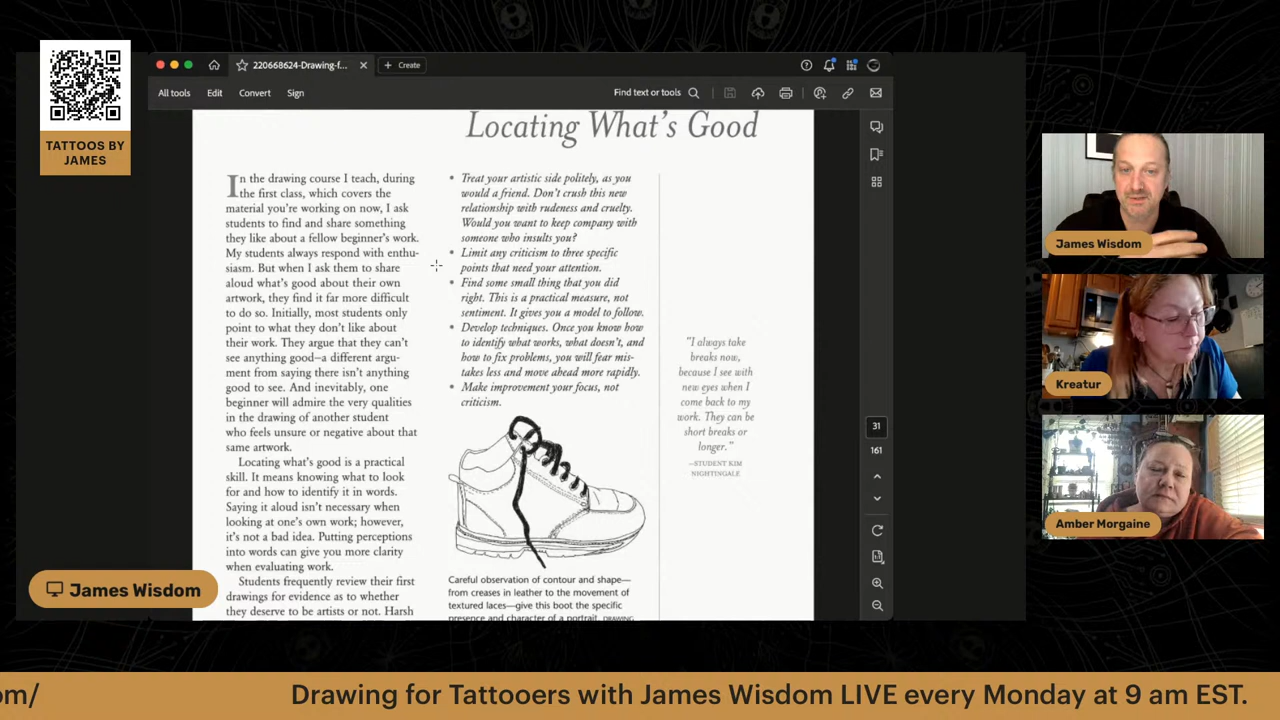 TATTOOS BY
JAMES
220668624-Drawing-f...
Create
All tools
Edit
Convert
Sign
Find text or tools
Locating What's Good
In the drawing course I teach, during
the first class, which covers the
material you're working on now, I ask
students to find and share something
they like about a fellow beginner's work.
My students always respond with enthu-
siasm. But when I ask them to share
aloud what's good about their own
artwork, they find it far more difficult
to do so. Initially, most students only
point to what they don't like about
their work. They argue that they can't
see anything good—a different argu-
ment from saying there isn't anything
good to see. And inevitably, one
beginner will admire the very qualities
in the drawing of another student
who feels unsure or negative about that
same artwork.
Locating what's good is a practical
skill. It means knowing what to look
for and how to identify it in words.
Saying it aloud isn't necessary when
looking at one's own work; however,
it's not a bad idea. Putting perceptions
into words can give you more clarity
when evaluating work.
Students frequently review their first
drawings for evidence as to whether
they deserve to be artists or not. Harsh
• Treat your artistic side politely, as you
would a friend. Don't crush this new
relationship with rudeness and cruelty.
Would you want to keep company with
someone who insults you?
• Limit any criticism to three specific
points that need your attention.
• Find some small thing that you did
right. This is a practical measure, not
sentiment. It gives you a model to follow.
• Develop techniques. Once you know how
to identify what works, what doesn't, and
how to fix problems, you will fear mis-
takes less and move ahead more rapidly.
• Make improvement your focus, not
criticism.
Careful observation of contour and shape—
from creases in leather to the movement of
textured laces—give this boot the specific
presence and character of a portrait. DRAWING
"I always take
breaks now,
because I see with
new eyes when I
come back to my
work. They can be
short breaks or
longer."
—STUDENT KIM
NIGHTINGALE
31
161
James Wisdom
James Wisdom
Kreatur
Amber Morgaine
om/
Drawing for Tattooers with James Wisdom LIVE every Monday at 9 am EST.